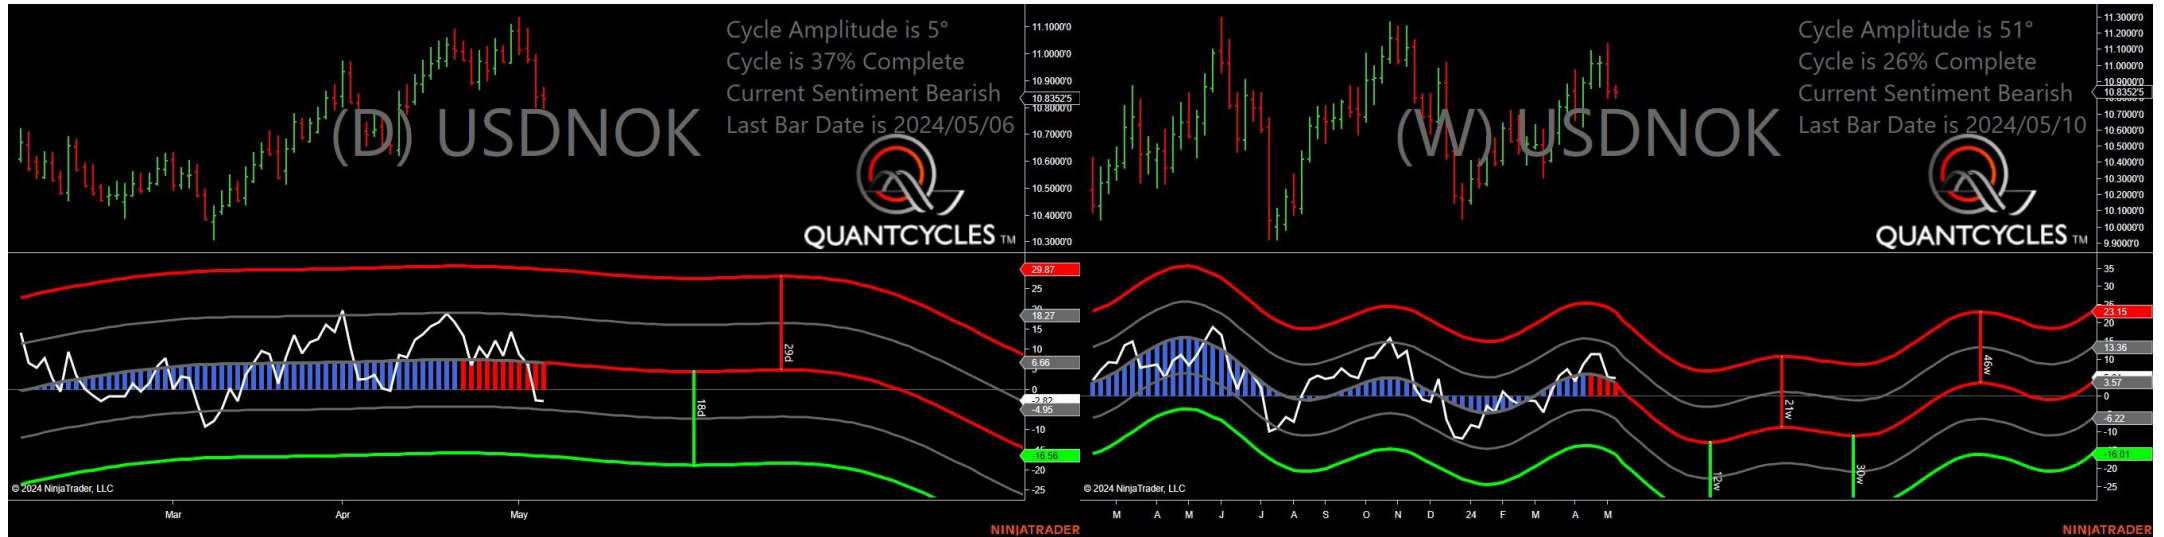 Cycle Amplitude is 5°
Cycle is 37% Complete
Current Sentiment Bearish
Last Bar Date is 2024/05/06
(D) USDNOK
QUANTCYCLES TM
11.1000'0
11.0000'0
10.9000'0
10.8352'5
10.8000'0
10.7000'0
10.6000'0
10.5000'0
10.4000'0
10.3000'0
29.87
25
18.27
15
10
6.66
5
0
-2.82
-4.95
-10
-16.56
-20
-25
29d
18d
© 2024 NinjaTrader, LLC
Mar Apr May
NINJATRADER
Cycle Amplitude is 51°
Cycle is 26% Complete
Current Sentiment Bearish
Last Bar Date is 2024/05/10
(W) USDNOK
QUANTCYCLES TM
11.3000'0
11.2000'0
11.1000'0
11.0000'0
10.9000'0
10.8352'5
10.7000'0
10.6000'0
10.5000'0
10.4000'0
10.3000'0
10.2000'0
10.1000'0
10.0000'0
9.9000'0
35
30
25
23.15
20
13.36
10
3.57
0
-6.22
-10
-16.01
-20
-25
46w
21w
12w
30w
© 2024 NinjaTrader, LLC
M A M J J A S O N D 24 F M A M
NINJATRADER